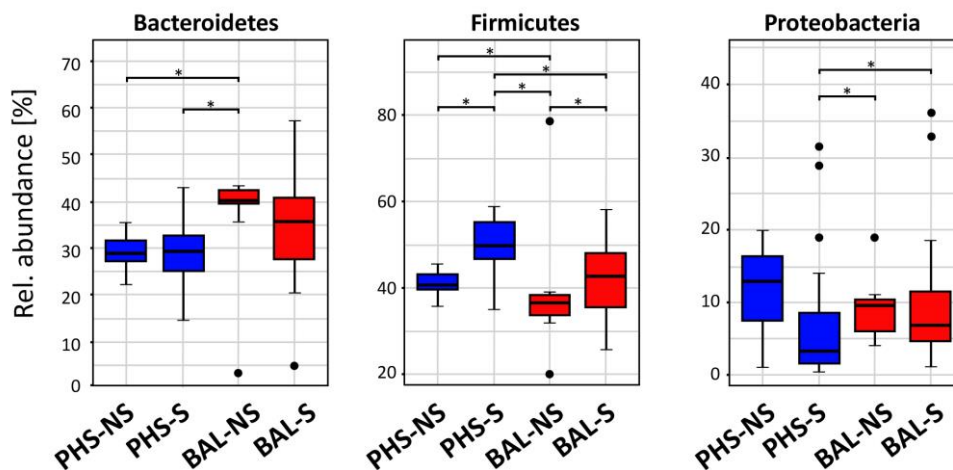 Bacteroidetes
Firmicutes
Proteobacteria
Rel. abundance [%]
70
60
50
40
30
20
10
0
* *
80
60
40
20
* * * * *
40
30
20
10
0
* *
PHS-NS PHS-S BAL-NS BAL-S
PHS-NS PHS-S BAL-NS BAL-S
PHS-NS PHS-S BAL-NS BAL-S